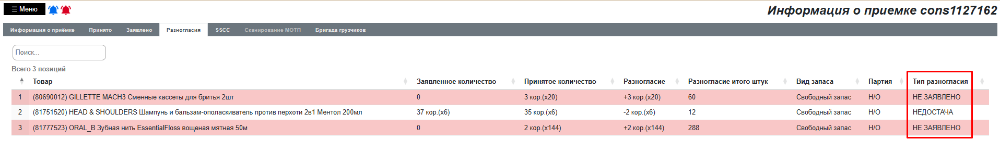 ☰ Меню
Информация о приемке cons1127162
Информация о приёмке Принято Заявлено Разногласия SSCC Сканирование МОТП Бригада грузчиков
Поиск...
Всего 3 позиций
Товар Заявленное количество Принятое количество Разногласие Разногласие итого штук Вид запаса Партия Тип разногласия
1 (80690012) GILLETTE MACH3 Сменные кассеты для бритья 2шт 0 3 кор.(x20) +3 кор.(x20) 60 Свободный запас Н/О НЕ ЗАЯВЛЕНО
2 (81751520) HEAD & SHOULDERS Шампунь и бальзам-ополаскиватель против перхоти 2в1 Ментол 200мл 37 кор.(x6) 35 кор.(x6) -2 кор.(x6) 12 Свободный запас Н/О НЕДОСТАЧА
3 (81777523) ORAL_B Зубная нить EssentialFloss вощеная мятная 50м 0 2 кор.(x144) +2 кор.(x144) 288 Свободный запас Н/О НЕ ЗАЯВЛЕНО